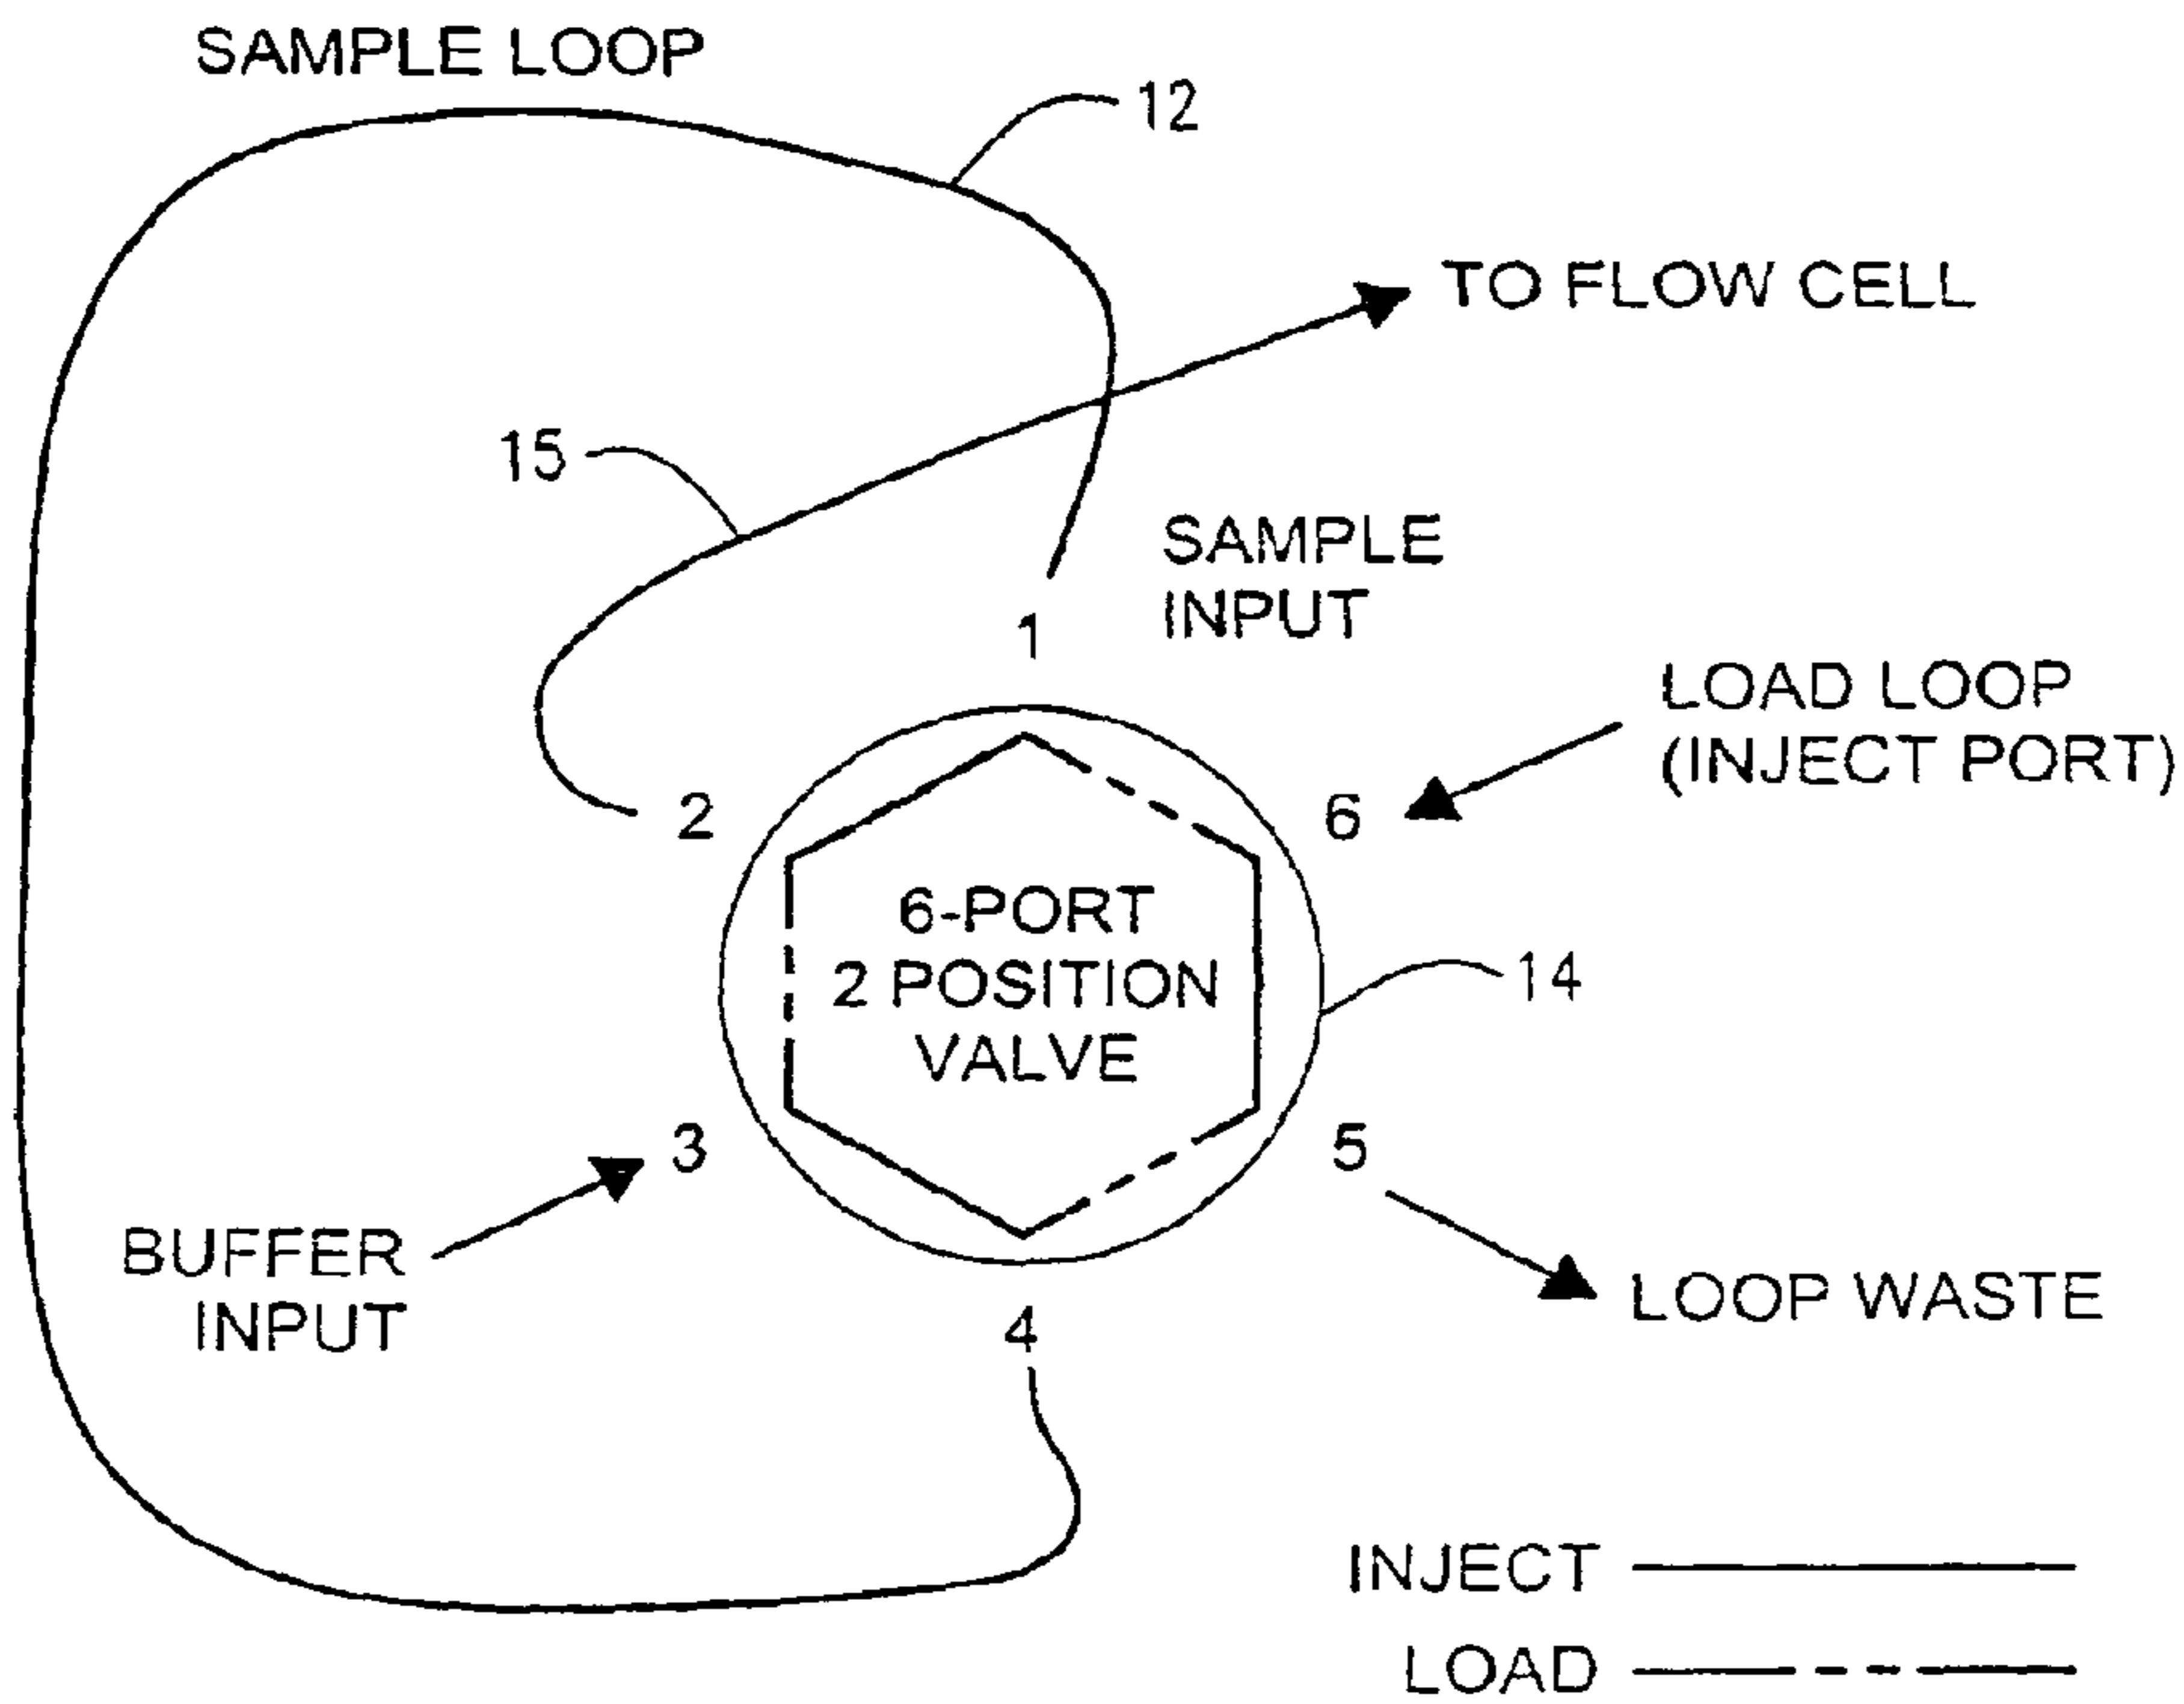 SAMPLE LOOP
12
TO FLOW CELL
15
SAMPLE
INPUT
1
LOAD LOOP
(INJECT PORT)
2
6
6-PORT
2 POSITION
VALVE
14
3
5
BUFFER
INPUT
4
LOOP WASTE
INJECT
LOAD